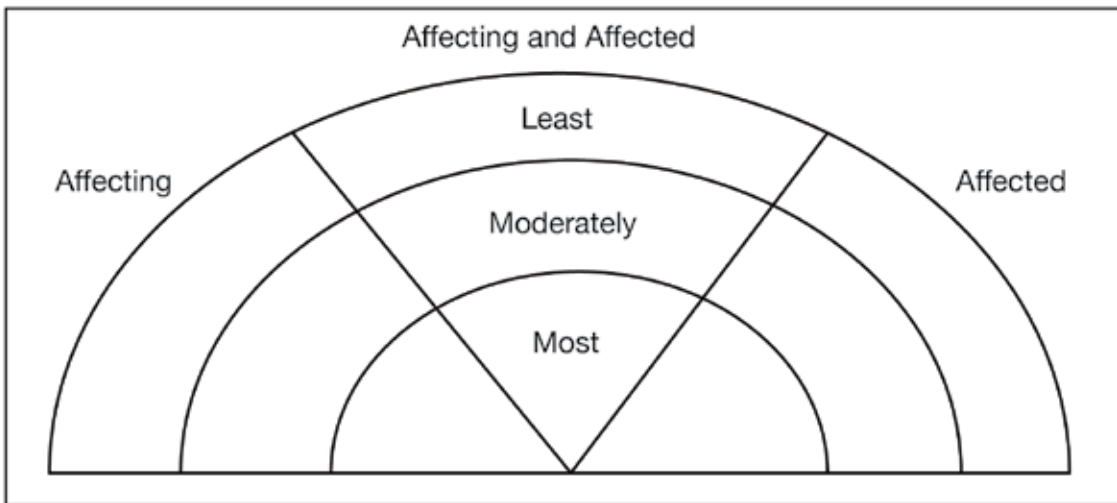 Affecting and Affected
Least
Affecting
Affected
Moderately
Most